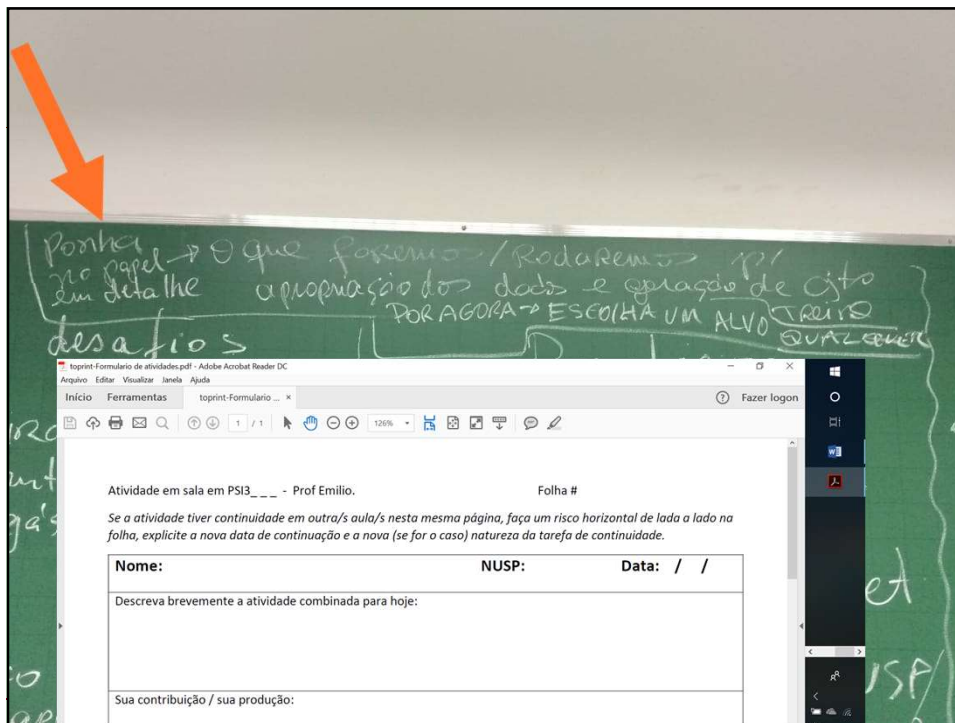 Ponha
no papel → O que faremos / Rodaremos p/
em detalhe apropriação dos dados e geração de cjto
POR AGORA → ESCOLHA UM ALVO TREINO
QUALQUER
desafios
toprint-Formulario de atividades.pdf - Adobe Acrobat Reader DC
Arquivo Editar Visualizar Janela Ajuda
Início Ferramentas toprint-Formulario ... × Fazer logon
1 / 1 126%
Atividade em sala em PSI3_ _ _ - Prof Emilio. Folha #
Se a atividade tiver continuidade em outra/s aula/s nesta mesma página, faça um risco horizontal de lada a lado na
folha, explicite a nova data de continuação e a nova (se for o caso) natureza da tarefa de continuidade.
Nome: NUSP: Data: / /
Descreva brevemente a atividade combinada para hoje:
et
USP/
Sua contribuição / sua produção: